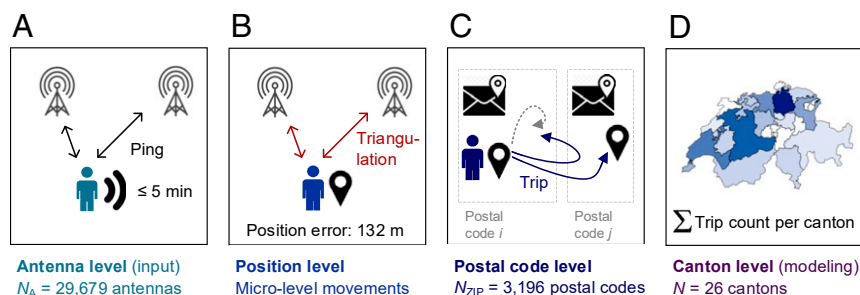 A
Ping
≤ 5 min
Antenna level (input)
N_A = 29,679 antennas
B
Triangu-
lation
Position error: 132 m
Position level
Micro-level movements
C
Trip
Postal
code i
Postal
code j
Postal code level
N_ZIP = 3,196 postal codes
D
∑ Trip count per canton
Canton level (modeling)
N = 26 cantons